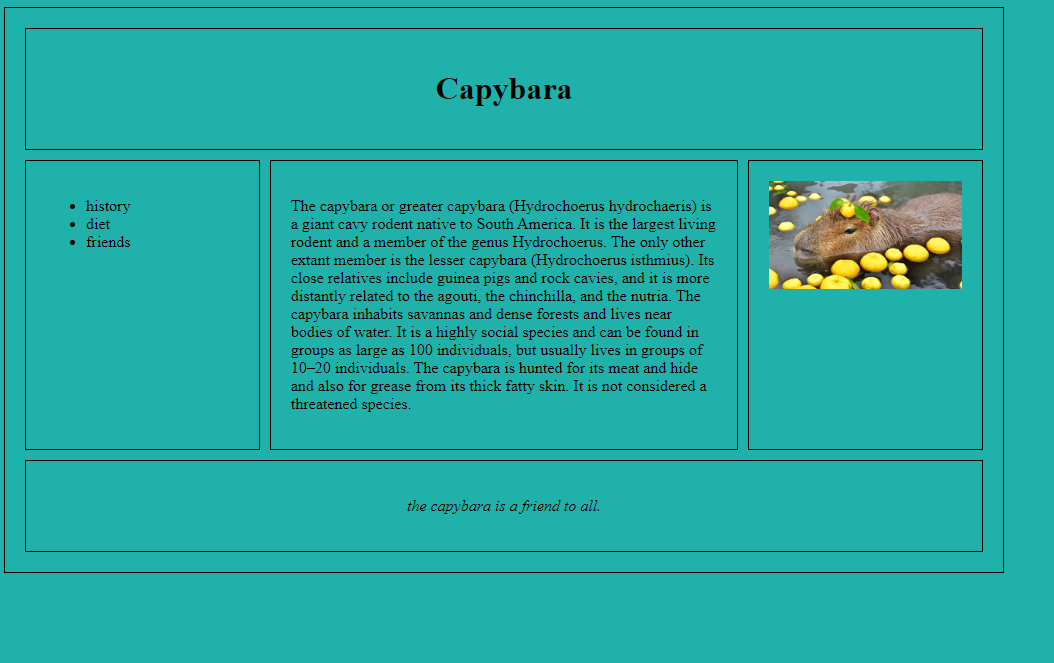 Capybara
history
diet
friends
The capybara or greater capybara (Hydrochoerus hydrochaeris) is
a giant cavy rodent native to South America. It is the largest living
rodent and a member of the genus Hydrochoerus. The only other
extant member is the lesser capybara (Hydrochoerus isthmius). Its
close relatives include guinea pigs and rock cavies, and it is more
distantly related to the agouti, the chinchilla, and the nutria. The
capybara inhabits savannas and dense forests and lives near
bodies of water. It is a highly social species and can be found in
groups as large as 100 individuals, but usually lives in groups of
10–20 individuals. The capybara is hunted for its meat and hide
and also for grease from its thick fatty skin. It is not considered a
threatened species.
the capybara is a friend to all.